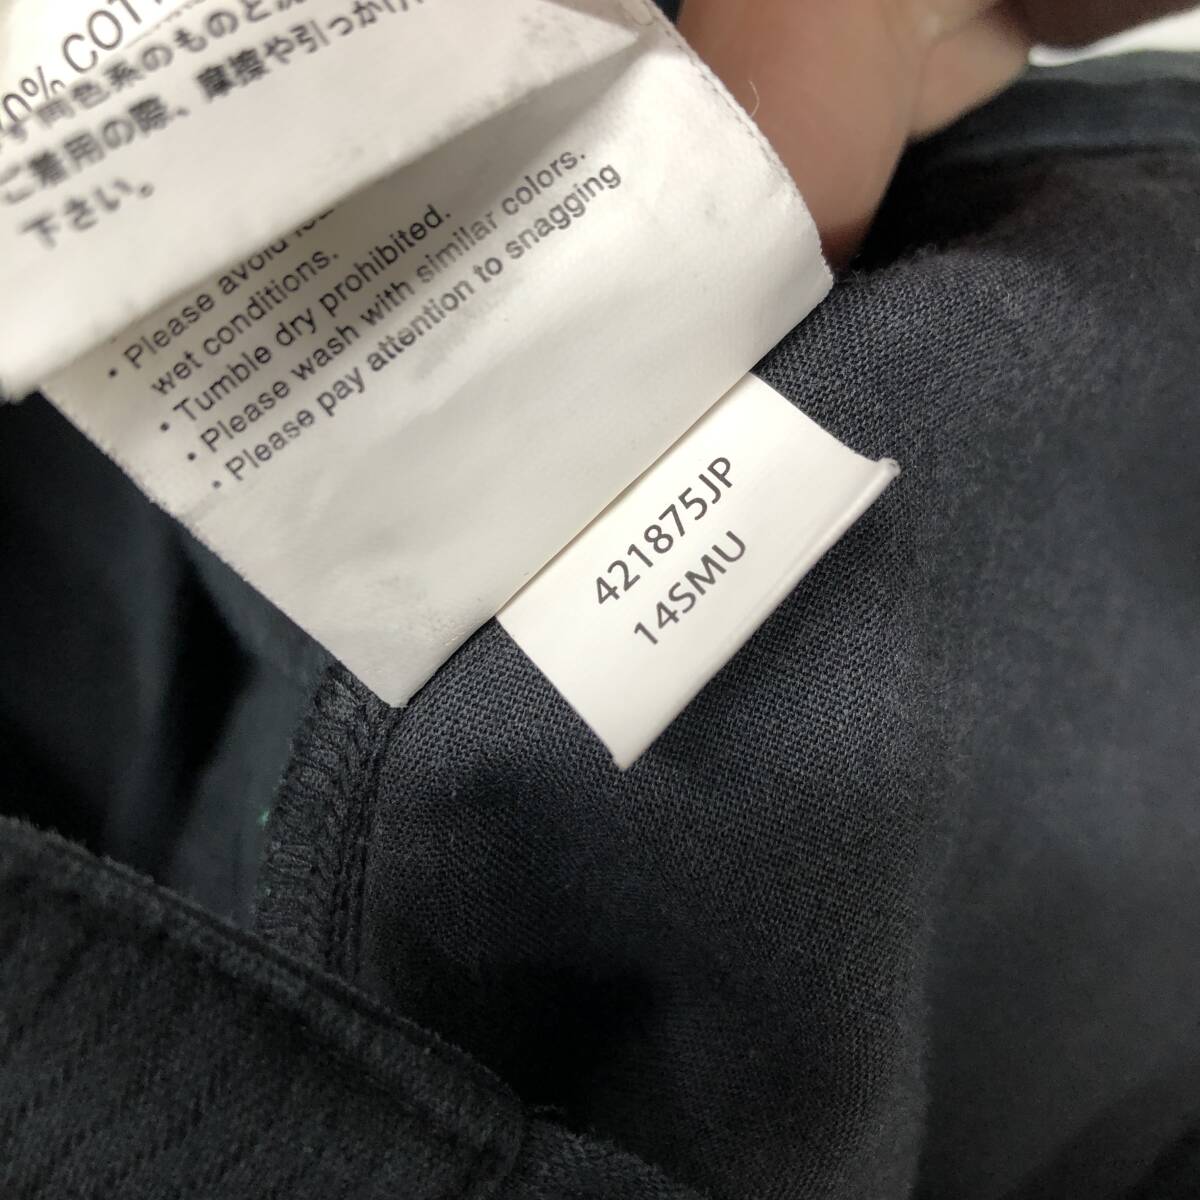 0% COTT
同色系のものと洗
ご着用の際、摩擦や引っかけ
下さい。
• Please avoid
wet conditions.
• Tumble dry prohibited.
• Please wash with similar colors.
• Please pay attention to snagging
421875JP
14SMU